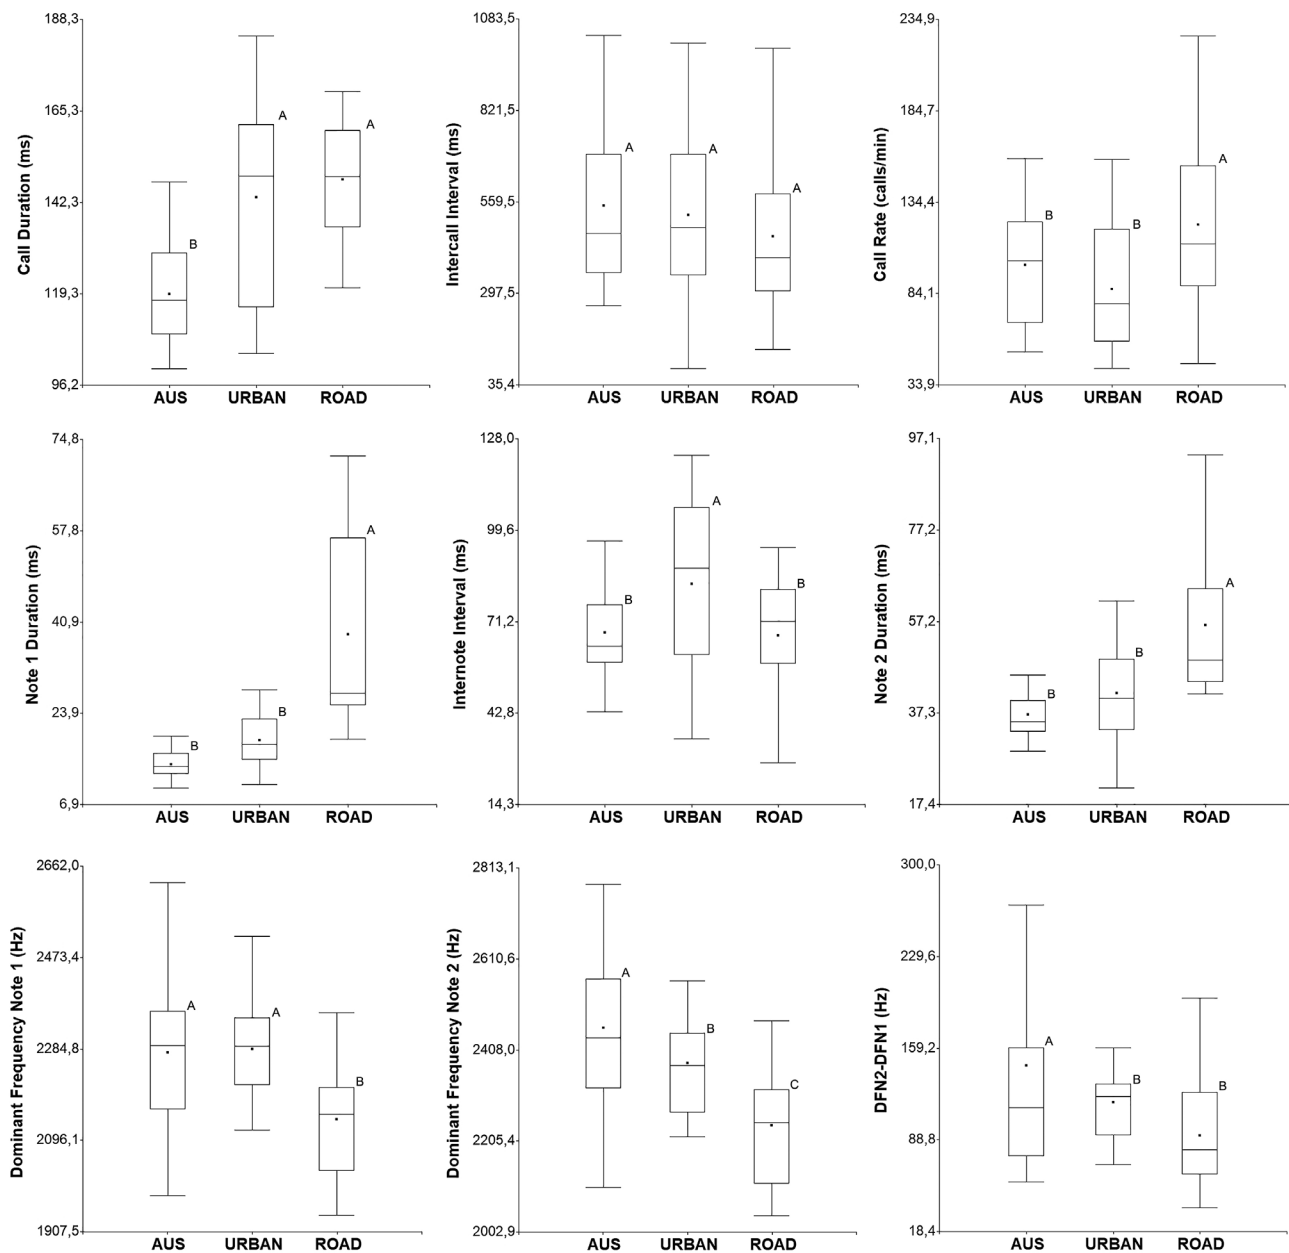 Call Duration (ms)
188,3
165,3
142,3
119,3
96,2
B
A
A
AUS URBAN ROAD
Intercall Interval (ms)
1083,5
821,5
559,5
297,5
35,4
A
A
A
AUS URBAN ROAD
Call Rate (calls/min)
234,9
184,7
134,4
84,1
33,9
B
B
A
AUS URBAN ROAD
Note 1 Duration (ms)
74,8
57,8
40,9
23,9
6,9
B
B
A
AUS URBAN ROAD
Internote Interval (ms)
128,0
99,6
71,2
42,8
14,3
B
A
B
AUS URBAN ROAD
Note 2 Duration (ms)
97,1
77,2
57,2
37,3
17,4
B
B
A
AUS URBAN ROAD
Dominant Frequency Note 1 (Hz)
2662,0
2473,4
2284,8
2096,1
1907,5
A
A
B
AUS URBAN ROAD
Dominant Frequency Note 2 (Hz)
2813,1
2610,6
2408,0
2205,4
2002,9
A
B
C
AUS URBAN ROAD
DFN2-DFN1 (Hz)
300,0
229,6
159,2
88,8
18,4
A
B
B
AUS URBAN ROAD